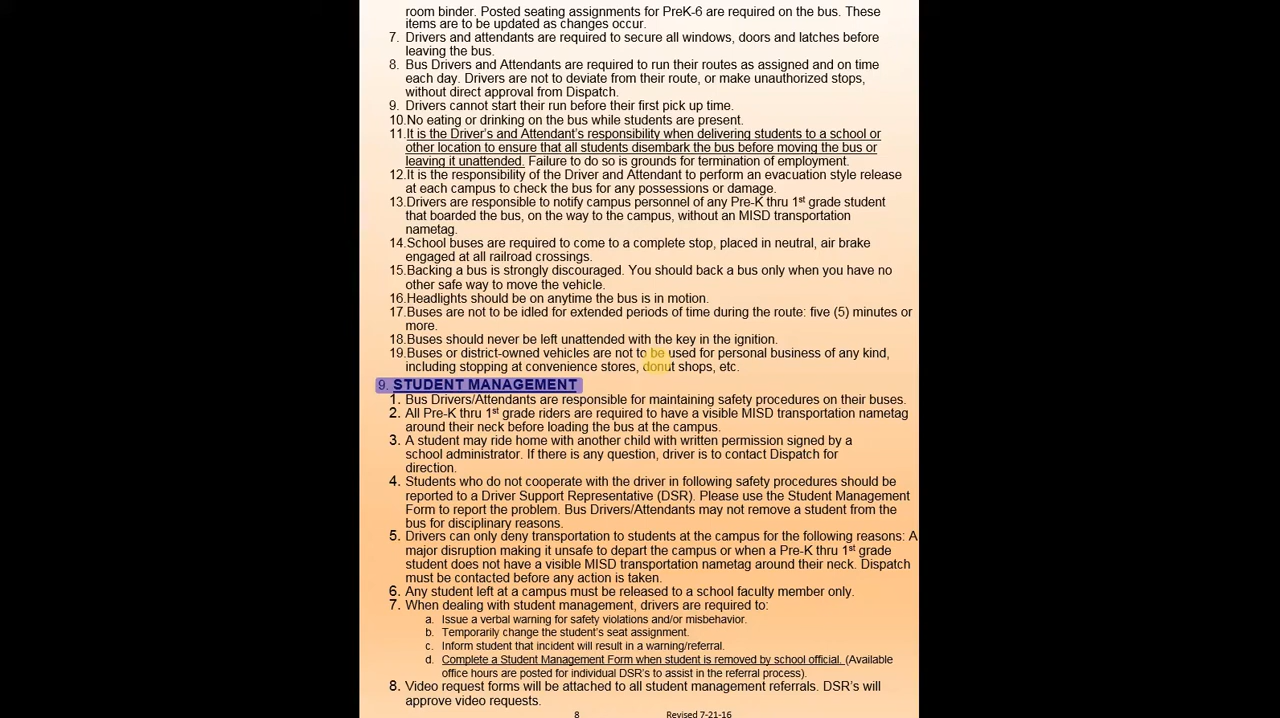 room binder. Posted seating assignments for PreK-6 are required on the bus. These
items are to be updated as changes occur.
7. Drivers and attendants are required to secure all windows, doors and latches before
leaving the bus.
8. Bus Drivers and Attendants are required to run their routes as assigned and on time
each day. Drivers are not to deviate from their route, or make unauthorized stops,
without direct approval from Dispatch.
9. Drivers cannot start their run before their first pick up time.
10.No eating or drinking on the bus while students are present.
11.It is the Driver's and Attendant's responsibility when delivering students to a school or
other location to ensure that all students disembark the bus before moving the bus or
leaving it unattended. Failure to do so is grounds for termination of employment.
12.It is the responsibility of the Driver and Attendant to perform an evacuation style release
at each campus to check the bus for any possessions or damage.
13.Drivers are responsible to notify campus personnel of any Pre-K thru 1st grade student
that boarded the bus, on the way to the campus, without an MISD transportation
nametag.
14.School buses are required to come to a complete stop, placed in neutral, air brake
engaged at all railroad crossings.
15.Backing a bus is strongly discouraged. You should back a bus only when you have no
other safe way to move the vehicle.
16.Headlights should be on anytime the bus is in motion.
17.Buses are not to be idled for extended periods of time during the route: five (5) minutes or
more.
18.Buses should never be left unattended with the key in the ignition.
19.Buses or district-owned vehicles are not to be used for personal business of any kind,
including stopping at convenience stores, donut shops, etc.
9. STUDENT MANAGEMENT
1. Bus Drivers/Attendants are responsible for maintaining safety procedures on their buses.
2. All Pre-K thru 1st grade riders are required to have a visible MISD transportation nametag
around their neck before loading the bus at the campus.
3. A student may ride home with another child with written permission signed by a
school administrator. If there is any question, driver is to contact Dispatch for
direction.
4. Students who do not cooperate with the driver in following safety procedures should be
reported to a Driver Support Representative (DSR). Please use the Student Management
Form to report the problem. Bus Drivers/Attendants may not remove a student from the
bus for disciplinary reasons.
5. Drivers can only deny transportation to students at the campus for the following reasons: A
major disruption making it unsafe to depart the campus or when a Pre-K thru 1st grade
student does not have a visible MISD transportation nametag around their neck. Dispatch
must be contacted before any action is taken.
6. Any student left at a campus must be released to a school faculty member only.
7. When dealing with student management, drivers are required to:
a. Issue a verbal warning for safety violations and/or misbehavior.
b. Temporarily change the student's seat assignment.
c. Inform student that incident will result in a warning/referral.
d. Complete a Student Management Form when student is removed by school official. (Available
office hours are posted for individual DSR's to assist in the referral process).
8. Video request forms will be attached to all student management referrals. DSR's will
approve video requests.
8 Revised 7-21-16